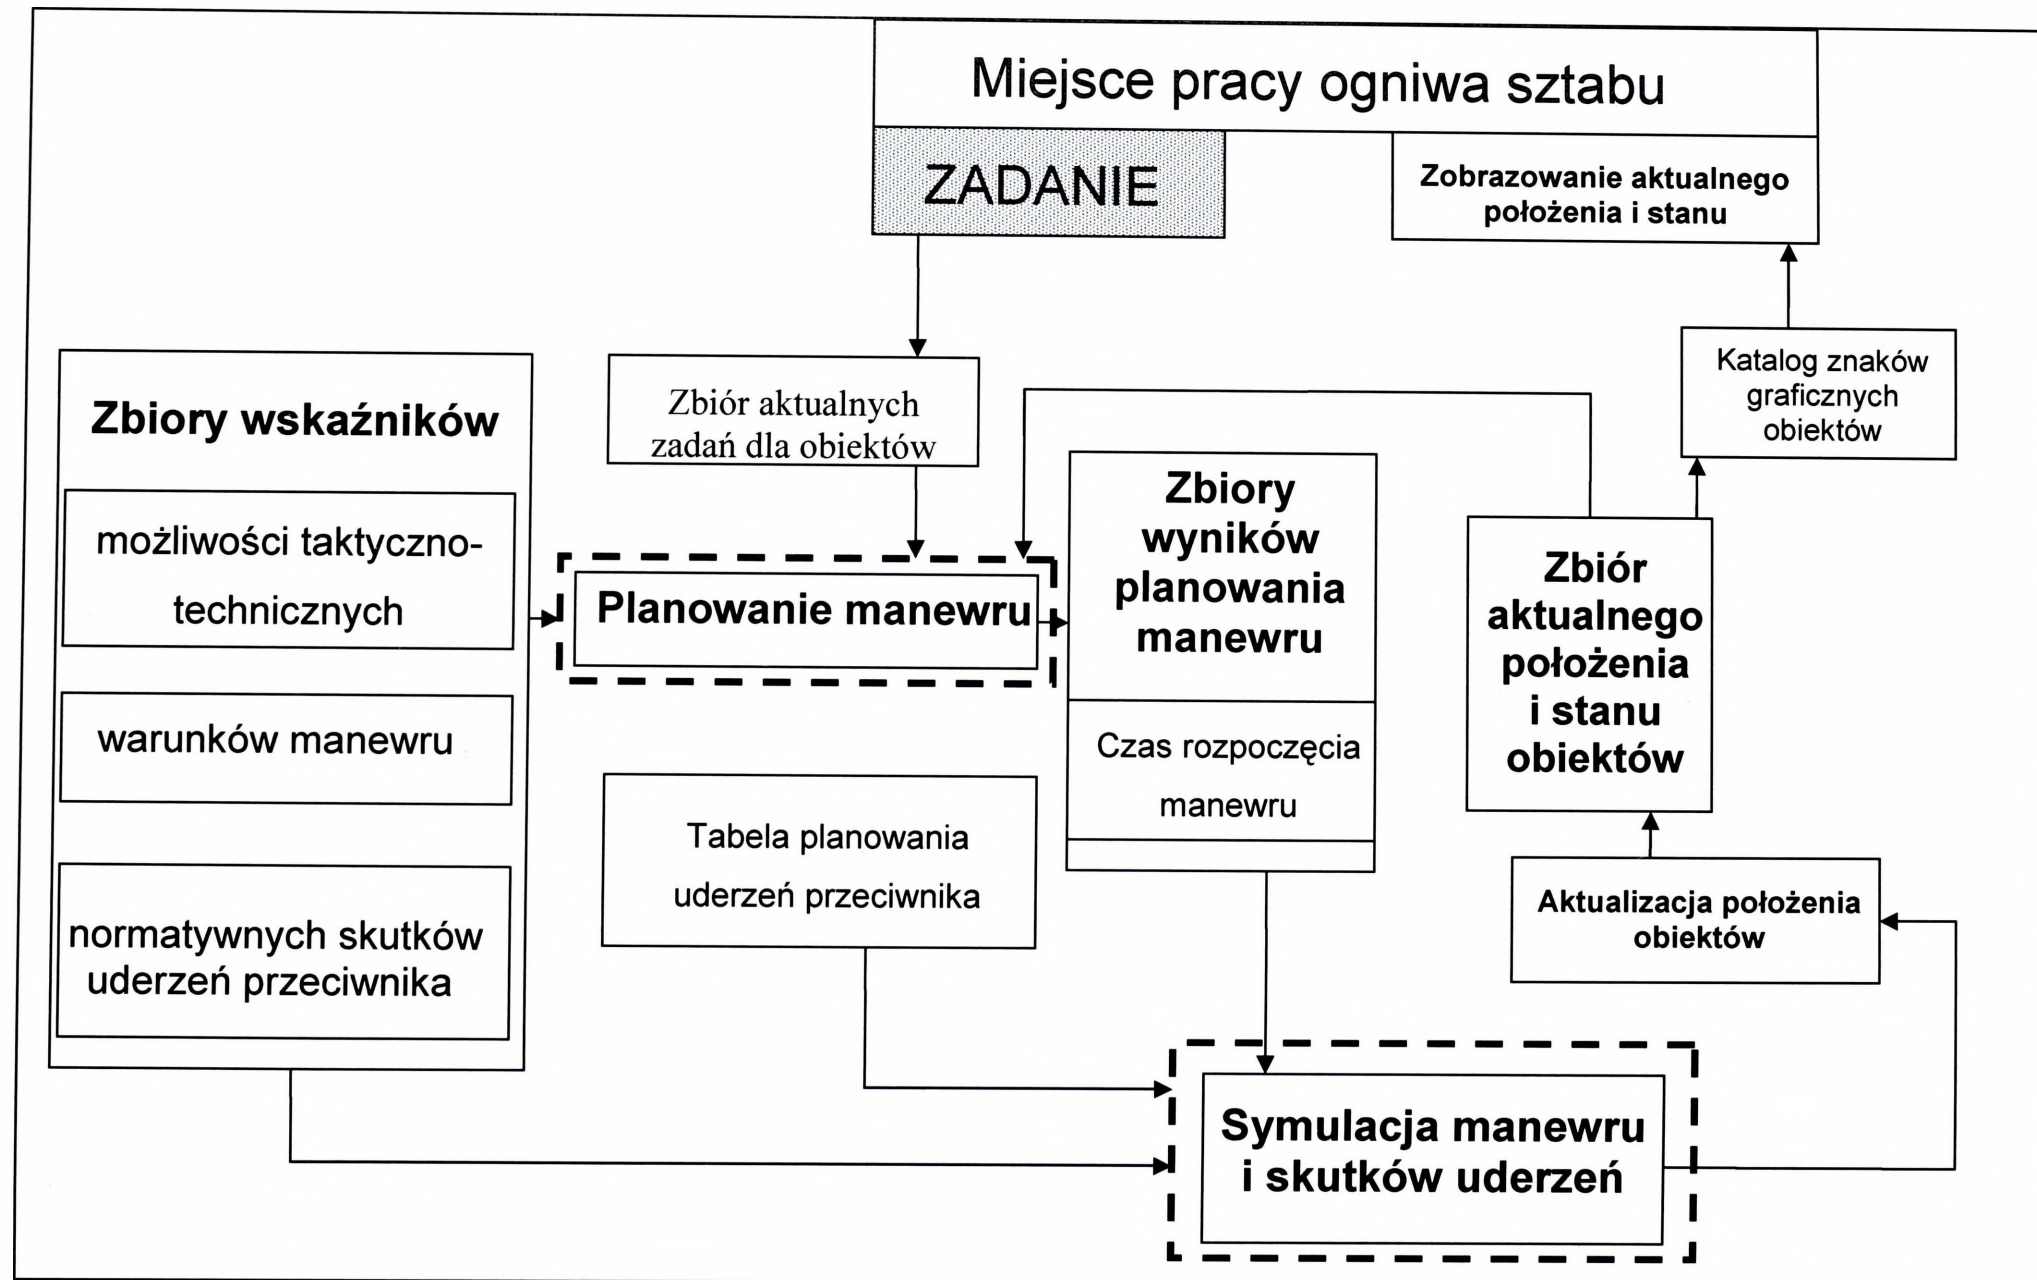 Miejsce pracy ogniwa sztabu
ZADANIE
Zobrazowanie aktualnego
położenia i stanu
Katalog znaków
graficznych
obiektów
Zbiory wskaźników
możliwości taktyczno-
technicznych
warunków manewru
normatywnych skutków
uderzeń przeciwnika
Zbiór aktualnych
zadań dla obiektów
Planowanie manewru
Zbiory
wyników
planowania
manewru
Czas rozpoczęcia
manewru
Tabela planowania
uderzeń przeciwnika
Zbiór
aktualnego
położenia
i stanu
obiektów
Aktualizacja położenia
obiektów
Symulacja manewru
i skutków uderzeń